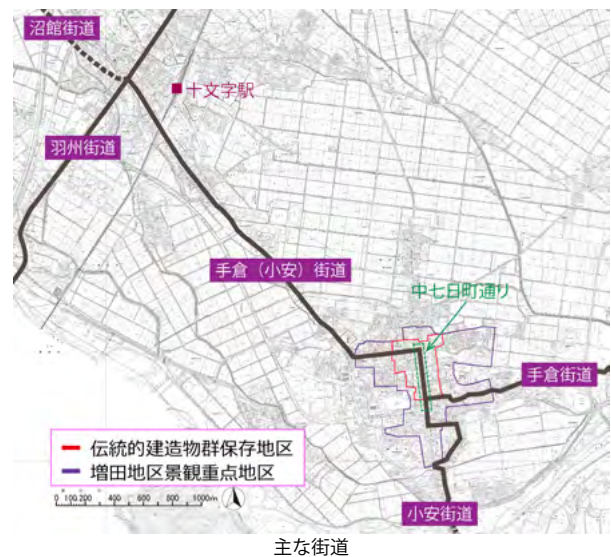 沼館街道
十文字駅
羽州街道
手倉（小安）街道
中七日町通り
手倉街道
伝統的建造物群保存地区
増田地区景観重点地区
0 100 200 400 600 800 1000m
小安街道
主な街道